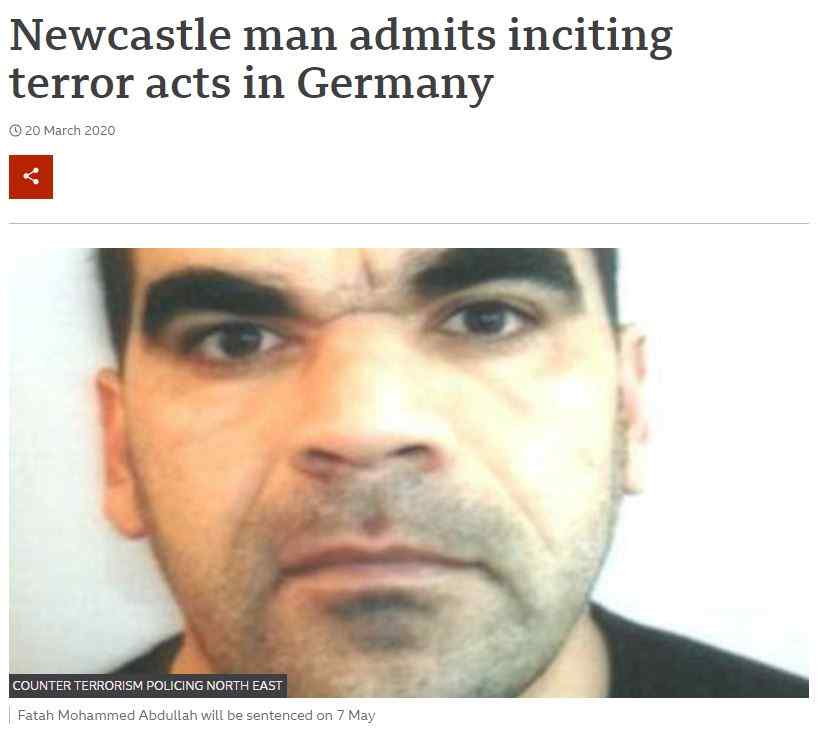 Newcastle man admits inciting
terror acts in Germany
20 March 2020
COUNTER TERRORISM POLICING NORTH EAST
Fatah Mohammed Abdullah will be sentenced on 7 May